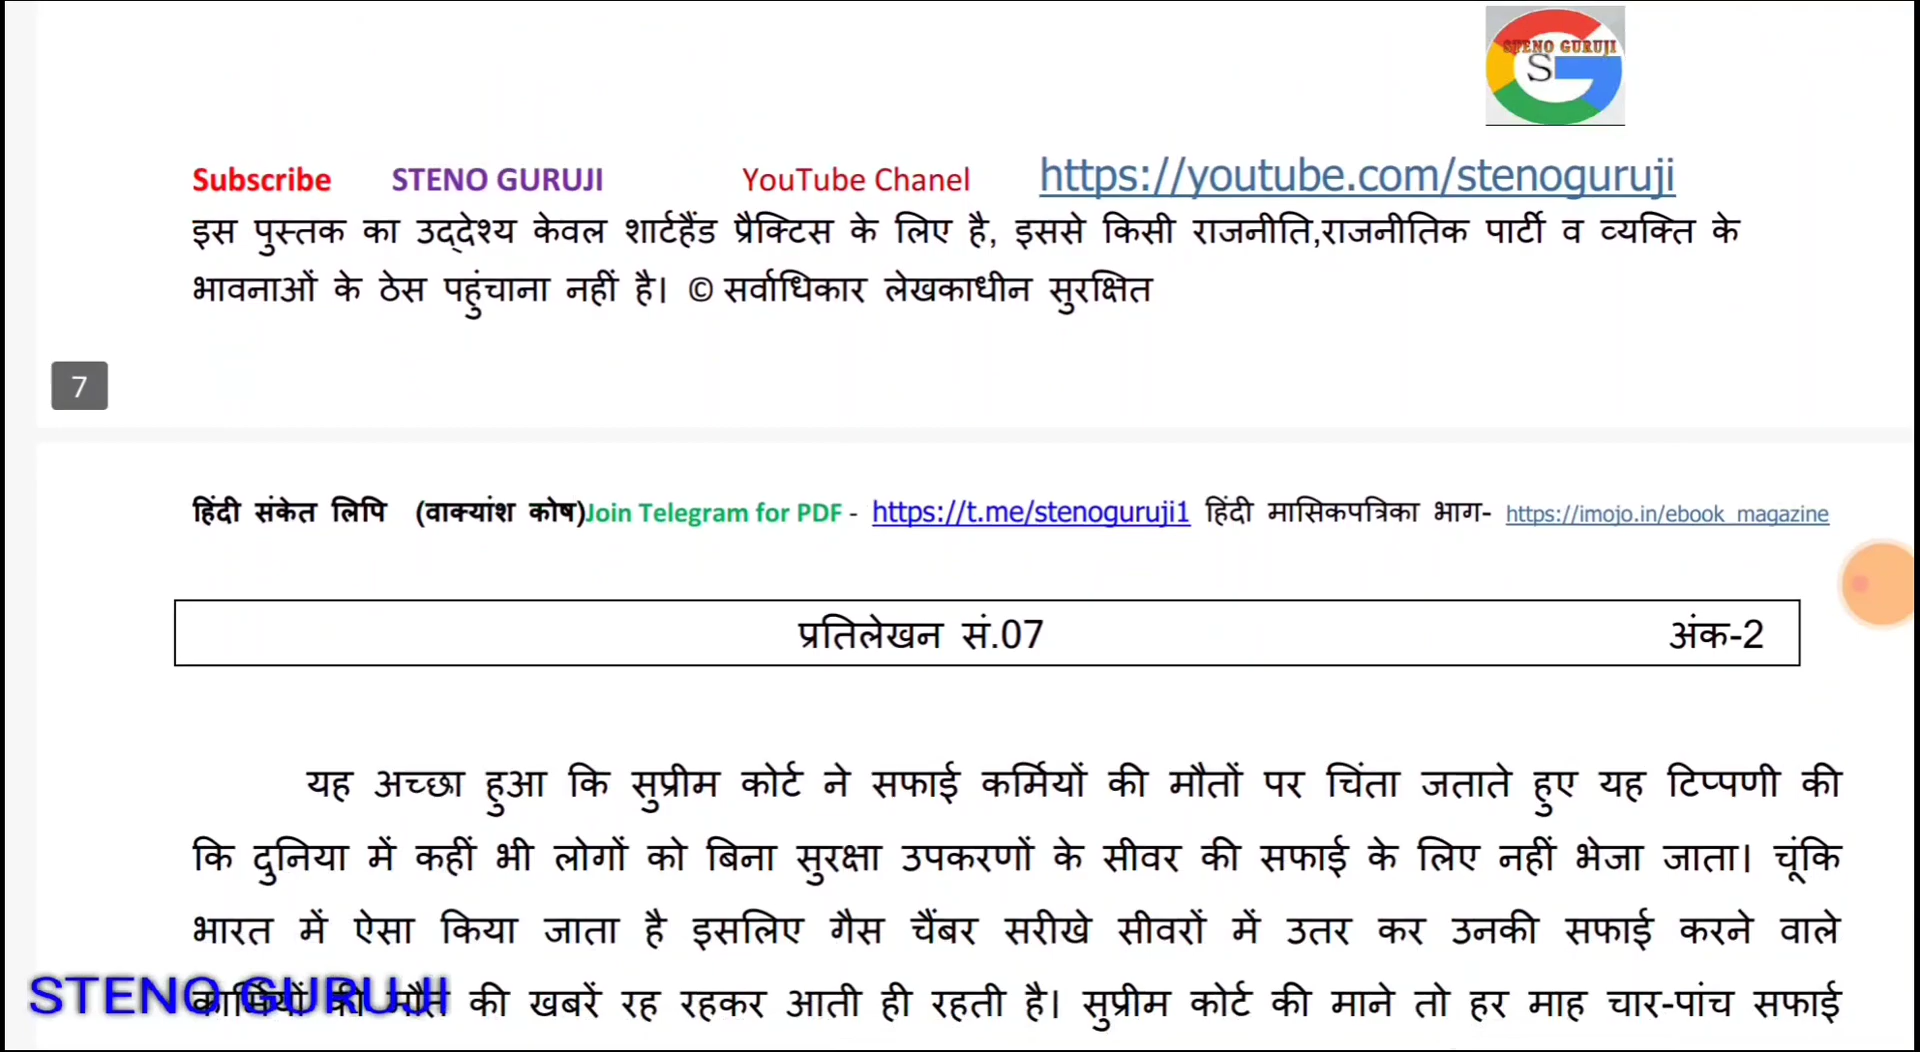 STENO GURUJI
SG
Subscribe STENO GURUJI YouTube Chanel https://youtube.com/stenoguruji
इस पुस्तक का उद्देश्य केवल शार्टहैंड प्रैक्टिस के लिए है, इससे किसी राजनीति,राजनीतिक पार्टी व व्यक्ति के
भावनाओं के ठेस पहुंचाना नहीं है। © सर्वाधिकार लेखकाधीन सुरक्षित
7
हिंदी संकेत लिपि (वाक्यांश कोष)Join Telegram for PDF - https://t.me/stenoguruji1 हिंदी मासिकपत्रिका भाग- https://imojo.in/ebook_magazine
प्रतिलेखन सं.07 अंक-2
यह अच्छा हुआ कि सुप्रीम कोर्ट ने सफाई कर्मियों की मौतों पर चिंता जताते हुए यह टिप्पणी की
कि दुनिया में कहीं भी लोगों को बिना सुरक्षा उपकरणों के सीवर की सफाई के लिए नहीं भेजा जाता। चूंकि
भारत में ऐसा किया जाता है इसलिए गैस चैंबर सरीखे सीवरों में उतर कर उनकी सफाई करने वाले
की खबरें रह रहकर आती ही रहती है। सुप्रीम कोर्ट की माने तो हर माह चार-पांच सफाई
STENO GURUJI